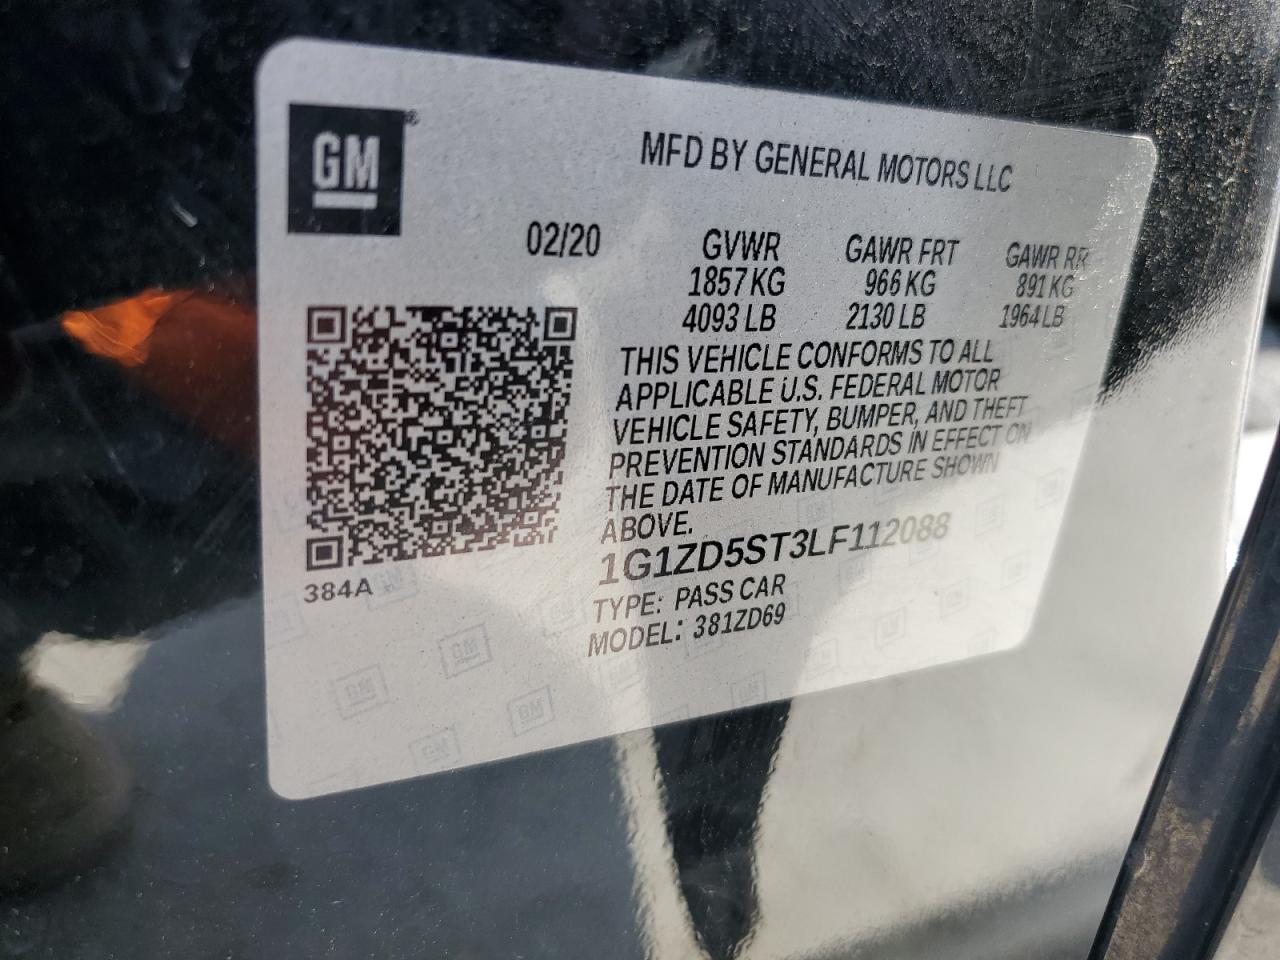 GM®
MFD BY GENERAL MOTORS LLC
02/20
GVWR GAWR FRT GAWR RR
1857 KG 966 KG 891 KG
4093 LB 2130 LB 1964 LB
THIS VEHICLE CONFORMS TO ALL
APPLICABLE U.S. FEDERAL MOTOR
VEHICLE SAFETY, BUMPER, AND THEFT
PREVENTION STANDARDS IN EFFECT ON
THE DATE OF MANUFACTURE SHOWN
ABOVE.
1G1ZD5ST3LF112088
TYPE: PASS CAR
MODEL: 381ZD69
384A